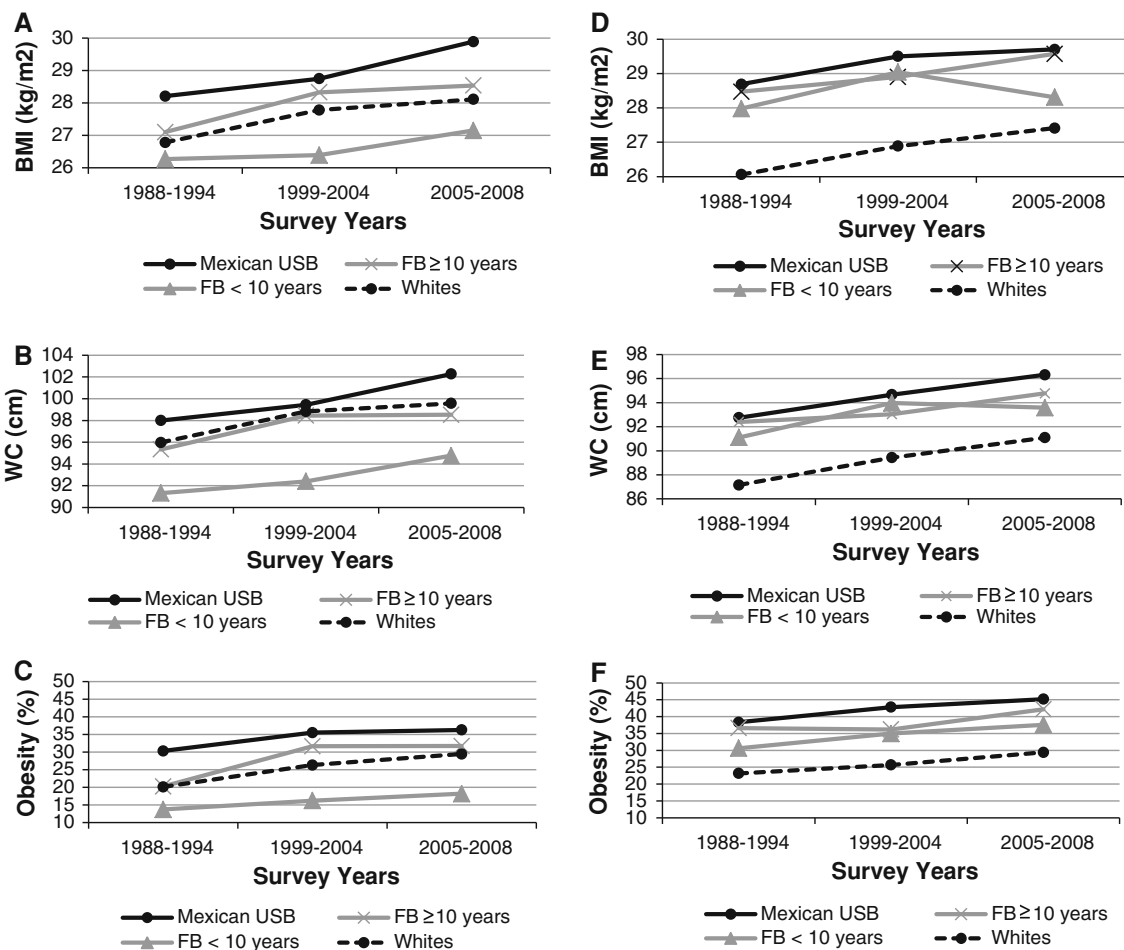 A
BMI (kg/m2)
30
29
28
27
26
1988-1994 1999-2004 2005-2008
Survey Years
Mexican USB FB ≥ 10 years
FB < 10 years Whites
D
BMI (kg/m2)
30
29
28
27
26
1988-1994 1999-2004 2005-2008
Survey Years
Mexican USB FB ≥ 10 years
FB < 10 years Whites
B
WC (cm)
104
102
100
98
96
94
92
90
1988-1994 1999-2004 2005-2008
Survey Years
Mexican USB FB ≥ 10 years
FB < 10 years Whites
E
WC (cm)
98
96
94
92
90
88
86
1988-1994 1999-2004 2005-2008
Survey Years
Mexican USB FB ≥ 10 years
FB < 10 years Whites
C
Obesity (%)
50
45
40
35
30
25
20
15
10
1988-1994 1999-2004 2005-2008
Survey Years
Mexican USB FB ≥ 10 years
FB < 10 years Whites
F
Obesity (%)
50
45
40
35
30
25
20
15
10
1988-1994 1999-2004 2005-2008
Survey Years
Mexican USB FB ≥ 10 years
FB < 10 years Whites